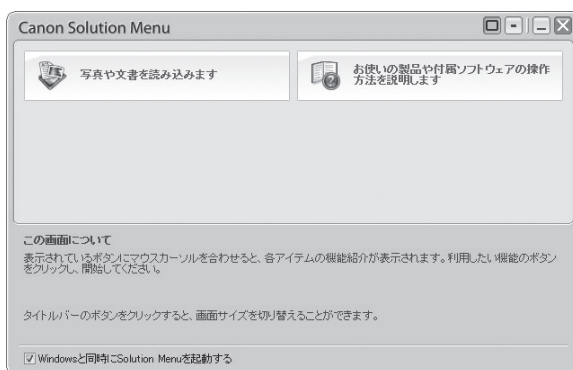 Canon Solution Menu
写真や文書を読み込みます
お使いの製品や付属ソフトウェアの操作
方法を説明します
この画面について
表示されているボタンにマウスカーソルを合わせると、各アイテムの機能紹介が表示されます。利用したい機能のボタン
をクリックし、開始してください。
タイトルバーのボタンをクリックすると、画面サイズを切り替えることができます。
Windowsと同時にSolution Menuを起動する